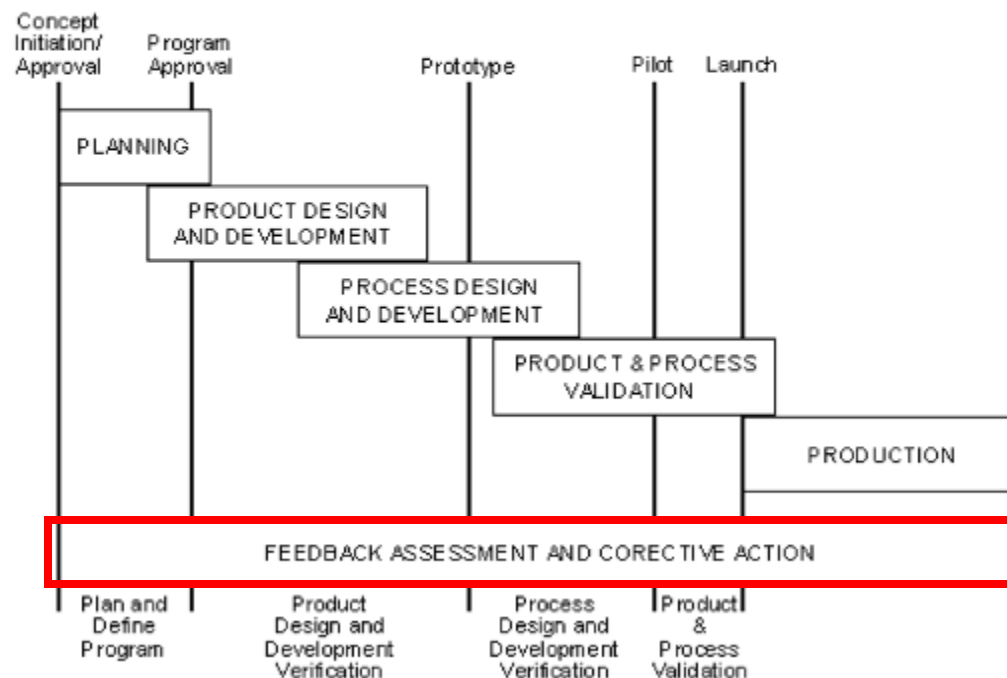 Concept
Initiation/
Approval
Program
Approval
Prototype
Pilot
Launch
PLANNING
PRODUCT DESIGN
AND DEVELOPMENT
PROCESS DESIGN
AND DEVELOPMENT
PRODUCT & PROCESS
VALIDATION
PRODUCTION
FEEDBACK ASSESSMENT AND CORECTIVE ACTION
Plan and
Define
Program
Product
Design and
Development
Verification
Process
Design and
Development
Verification
Product
&
Process
Validation